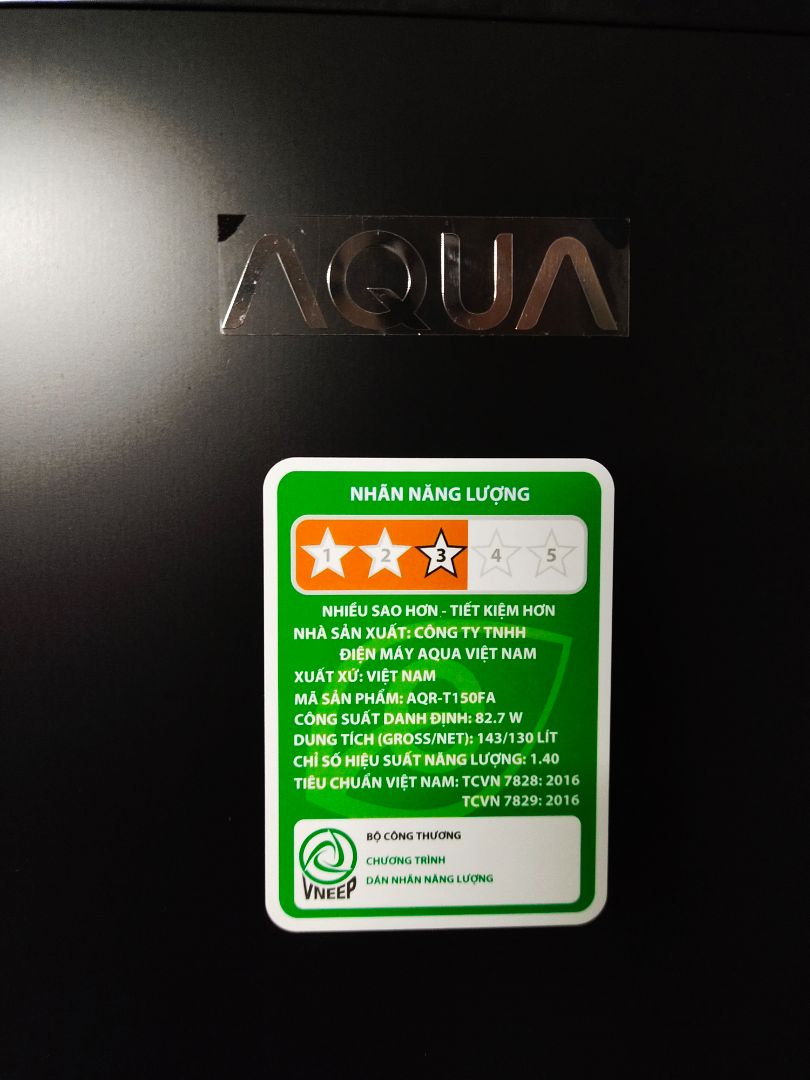 AQUA
NHÃN NĂNG LƯỢNG
1 2 3 4 5
NHIỀU SAO HƠN - TIẾT KIỆM HƠN
NHÀ SẢN XUẤT: CÔNG TY TNHH
ĐIỆN MÁY AQUA VIỆT NAM
XUẤT XỨ: VIỆT NAM
MÃ SẢN PHẨM: AQR-T150FA
CÔNG SUẤT DANH ĐỊNH: 82.7 W
DUNG TÍCH (GROSS/NET): 143/130 LÍT
CHỈ SỐ HIỆU SUẤT NĂNG LƯỢNG: 1.40
TIÊU CHUẨN VIỆT NAM: TCVN 7828: 2016
TCVN 7829: 2016
BỘ CÔNG THƯƠNG
CHƯƠNG TRÌNH
DÁN NHÃN NĂNG LƯỢNG
VNEEP